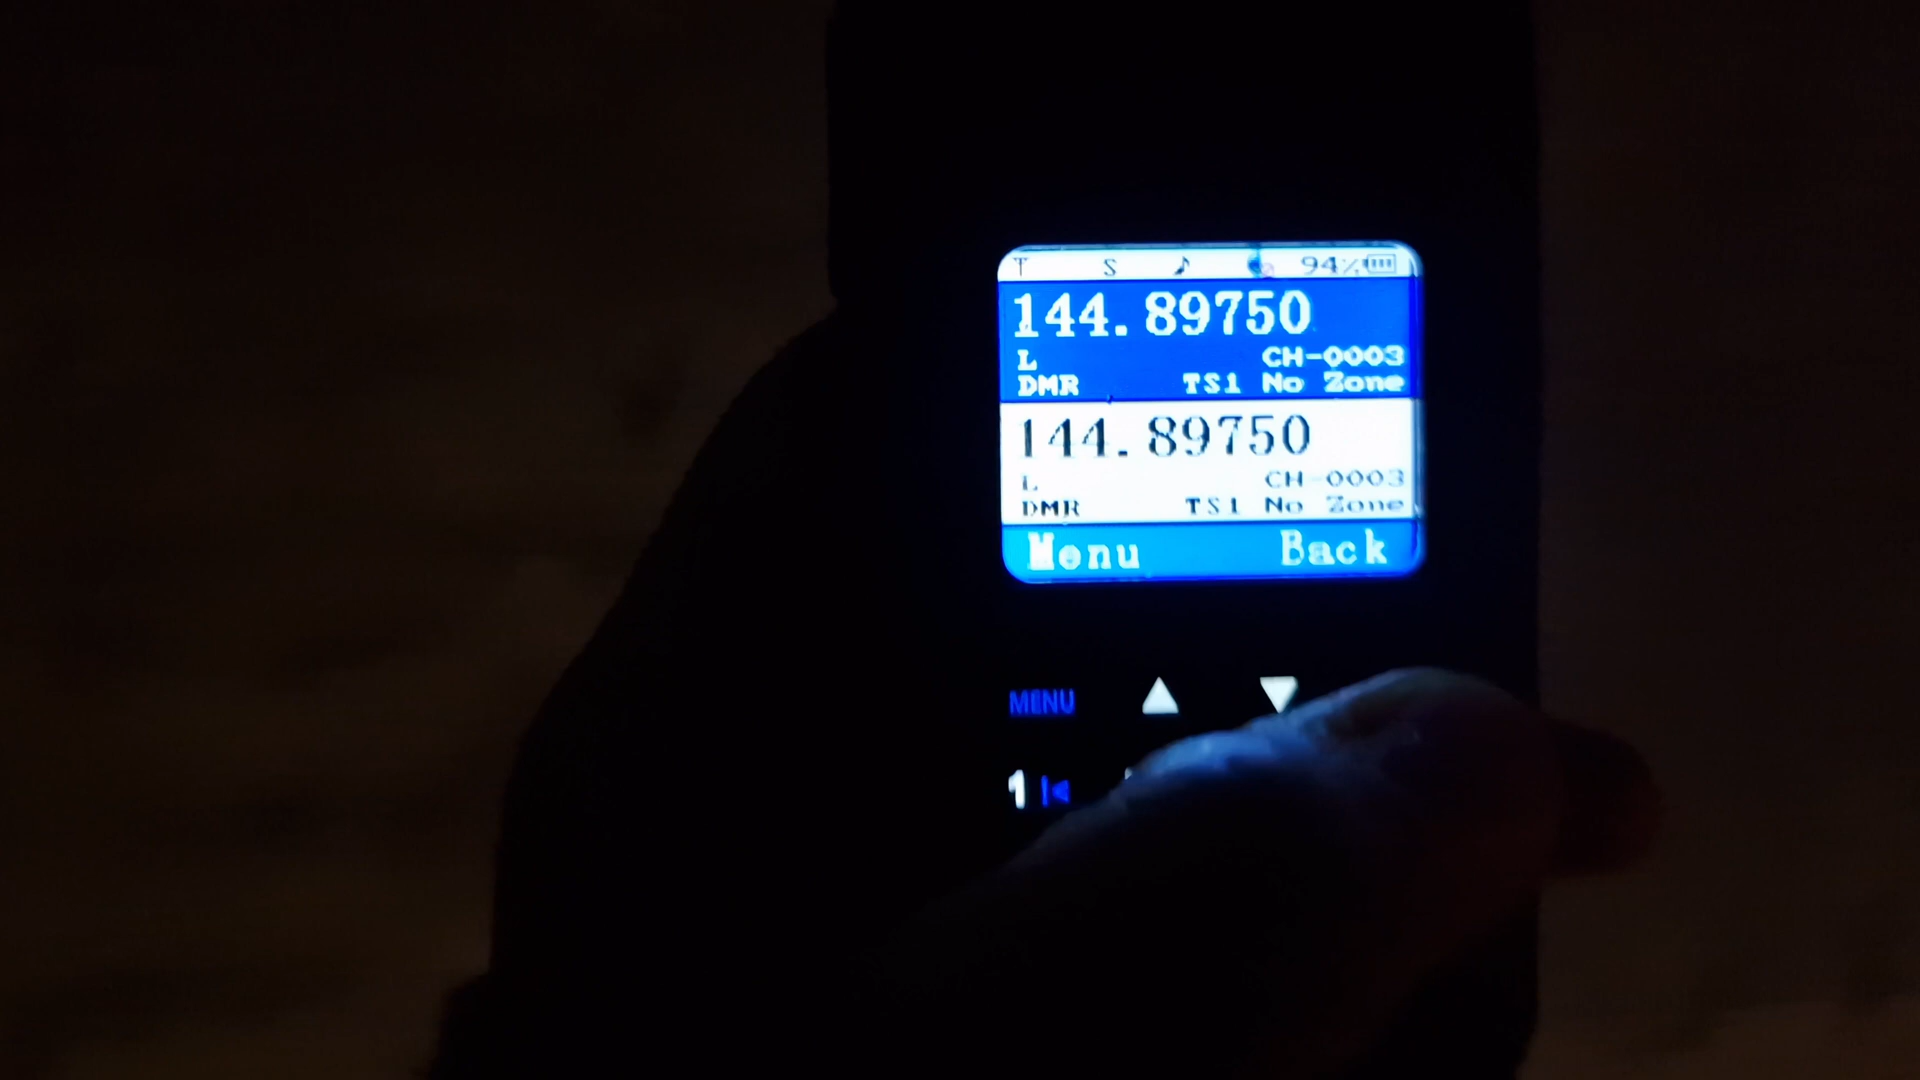 S 94%
144.89750
L CH-0003
DMR TS1 No Zone
144.89750
L CH-0003
DMR TS1 No Zone
Menu Back
MENU
1